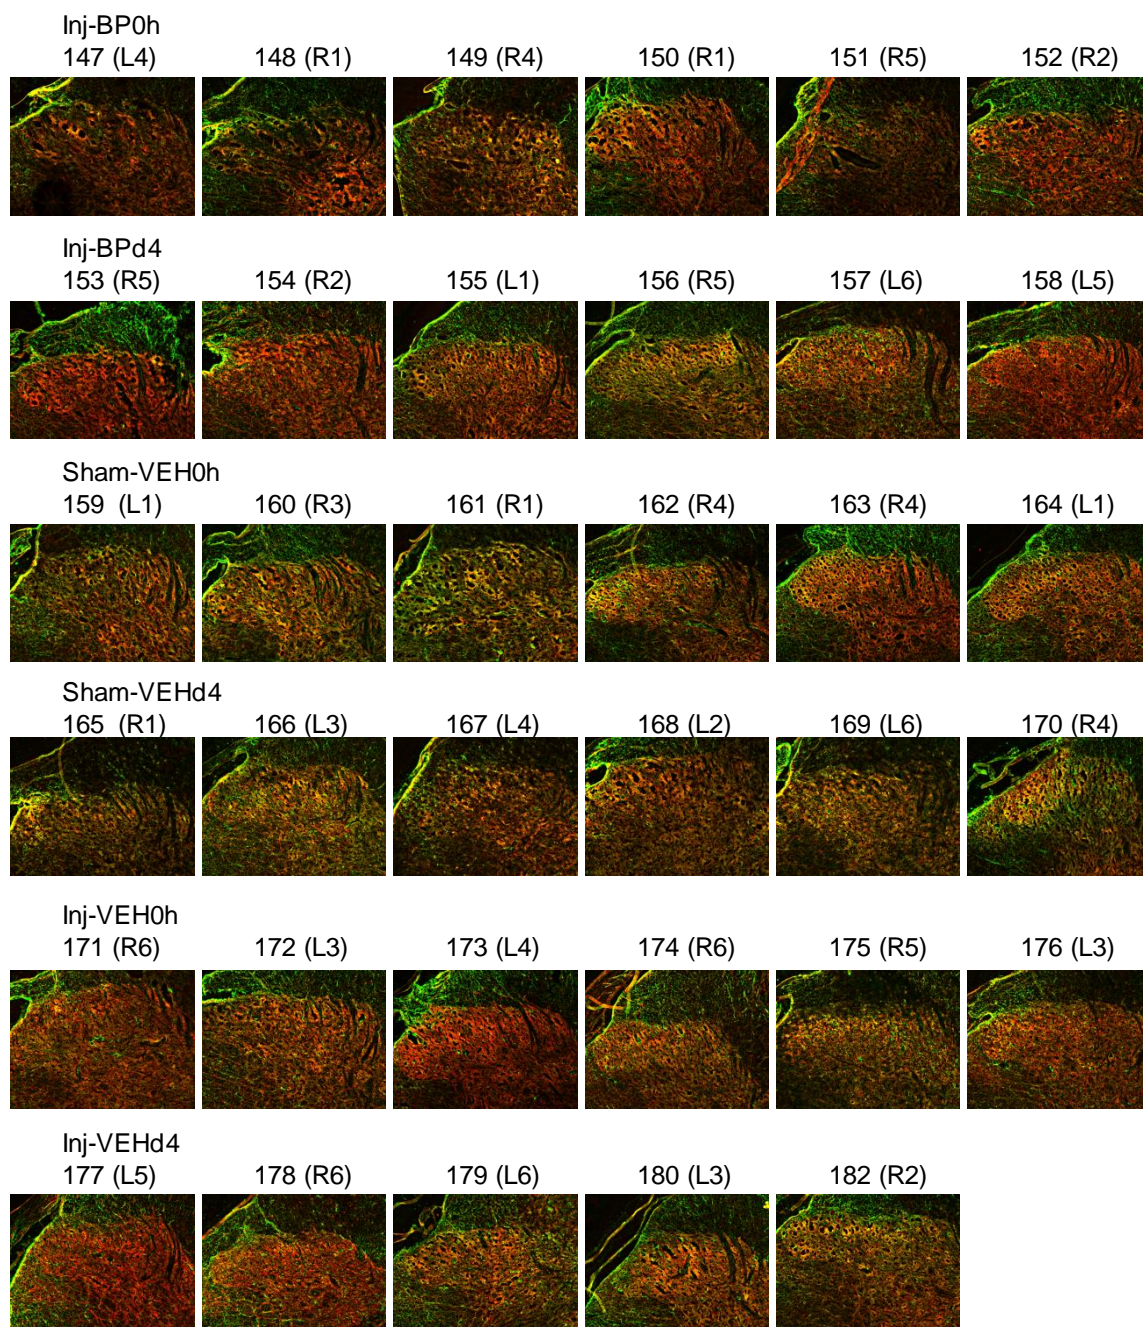 Inj-BP0h
147 (L4) 148 (R1) 149 (R4) 150 (R1) 151 (R5) 152 (R2)
Inj-BPd4
153 (R5) 154 (R2) 155 (L1) 156 (R5) 157 (L6) 158 (L5)
Sham-VEH0h
159 (L1) 160 (R3) 161 (R1) 162 (R4) 163 (R4) 164 (L1)
Sham-VEHd4
165 (R1) 166 (L3) 167 (L4) 168 (L2) 169 (L6) 170 (R4)
Inj-VEH0h
171 (R6) 172 (L3) 173 (L4) 174 (R6) 175 (R5) 176 (L3)
Inj-VEHd4
177 (L5) 178 (R6) 179 (L6) 180 (L3) 182 (R2)